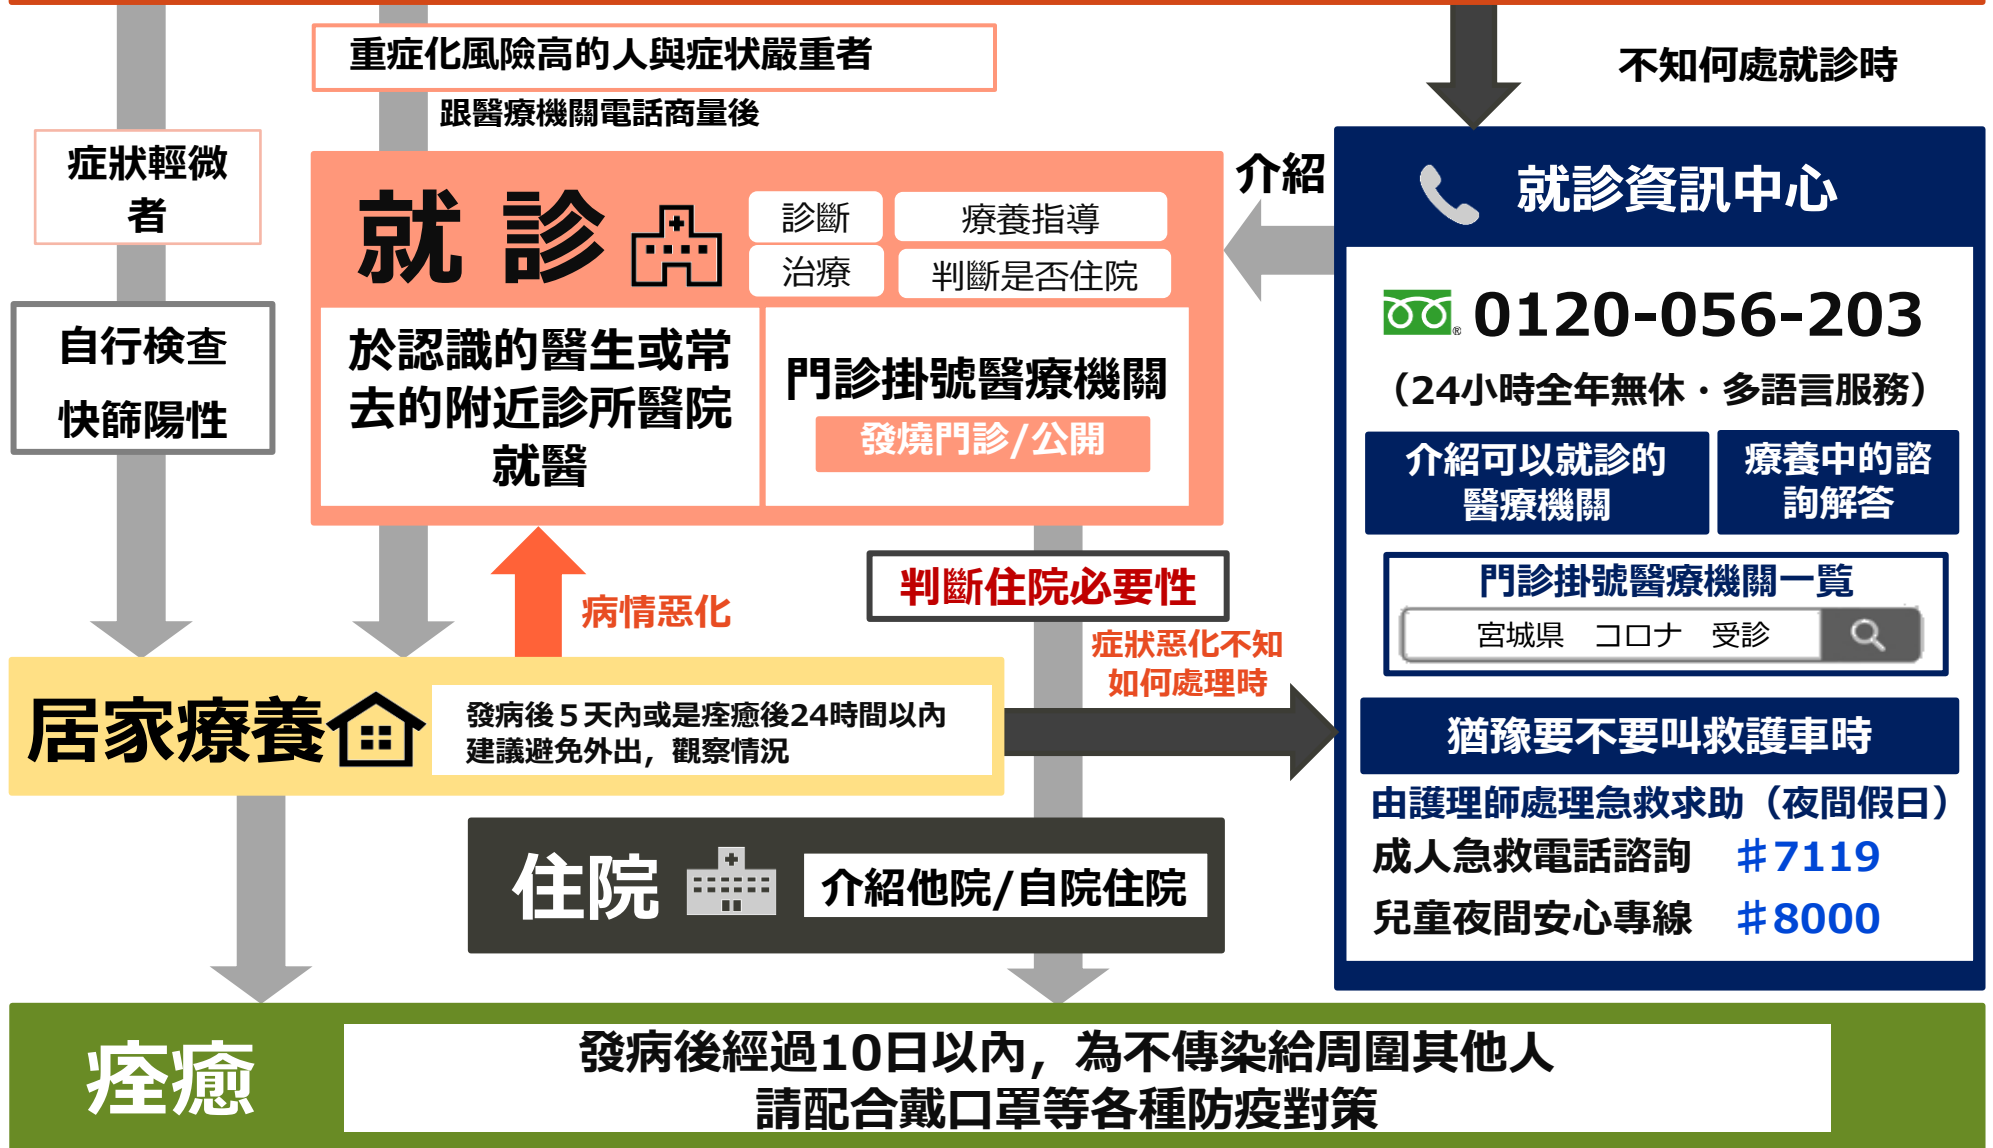 重症化風險高的人與症状嚴重者
跟醫療機關電話商量後
不知何處就診時
症狀輕微
者
自行検查
快篩陽性
就 診
診斷
療養指導
治療
判斷是否住院
於認識的醫生或常
去的附近診所醫院
就醫
門診掛號醫療機關
發燒門診/公開
介紹
就診資訊中心
0120-056-203
（24小時全年無休・多語言服務）
介紹可以就診的
醫療機關
療養中的諮
詢解答
門診掛號醫療機關一覧
宮城県 コロナ 受診
病情惡化
判斷住院必要性
症狀惡化不知
如何處理時
居家療養
發病後５天內或是痊癒後24時間以內
建議避免外出，觀察情況
猶豫要不要叫救護車時
由護理師處理急救求助（夜間假日）
成人急救電話諮詢 ＃7119
兒童夜間安心專線 ＃8000
住院
介紹他院/自院住院
痊癒
發病後經過10日以內，為不傳染給周圍其他人
請配合戴口罩等各種防疫對策